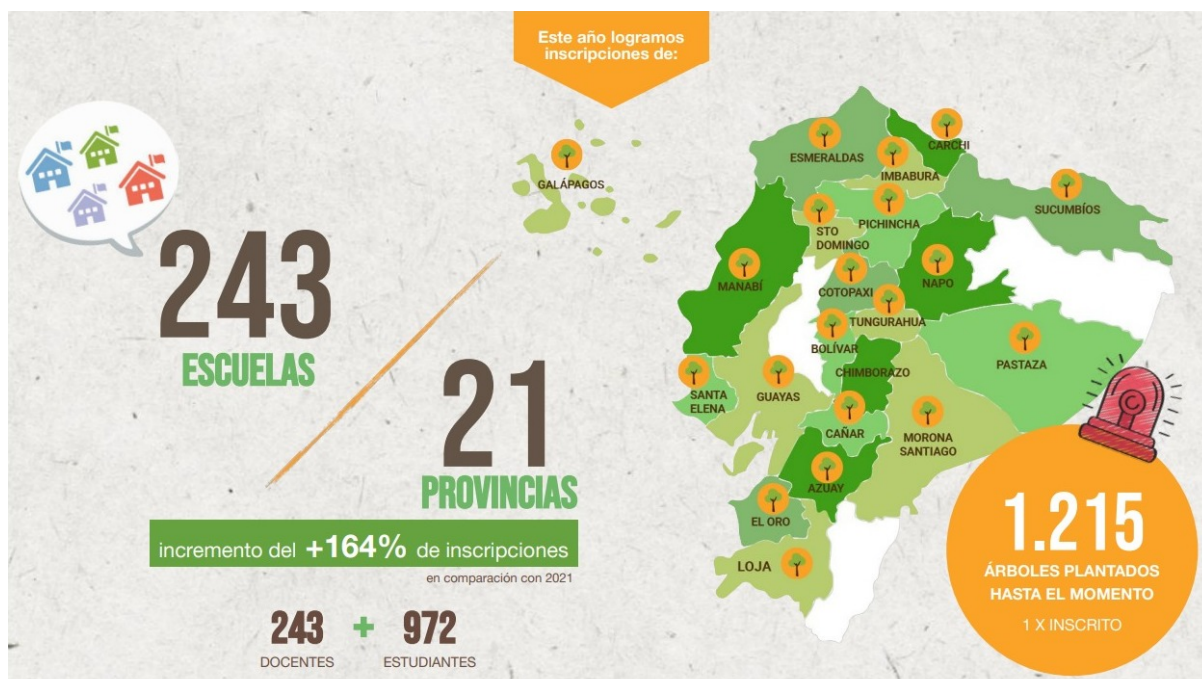 Este año logramos
inscripciones de:
243
ESCUELAS
21
PROVINCIAS
incremento del +164% de inscripciones
en comparación con 2021
243 + 972
DOCENTES ESTUDIANTES
GALÁPAGOS
ESMERALDAS
CARCHI
IMBABURA
SUCUMBÍOS
PICHINCHA
STO
DOMINGO
MANABÍ
NAPO
COTOPAXI
TUNGURAHUA
BOLÍVAR
PASTAZA
CHIMBORAZO
SANTA
ELENA
GUAYAS
CAÑAR
MORONA
SANTIAGO
AZUAY
EL ORO
LOJA
1.215
ÁRBOLES PLANTADOS
HASTA EL MOMENTO
1 X INSCRITO